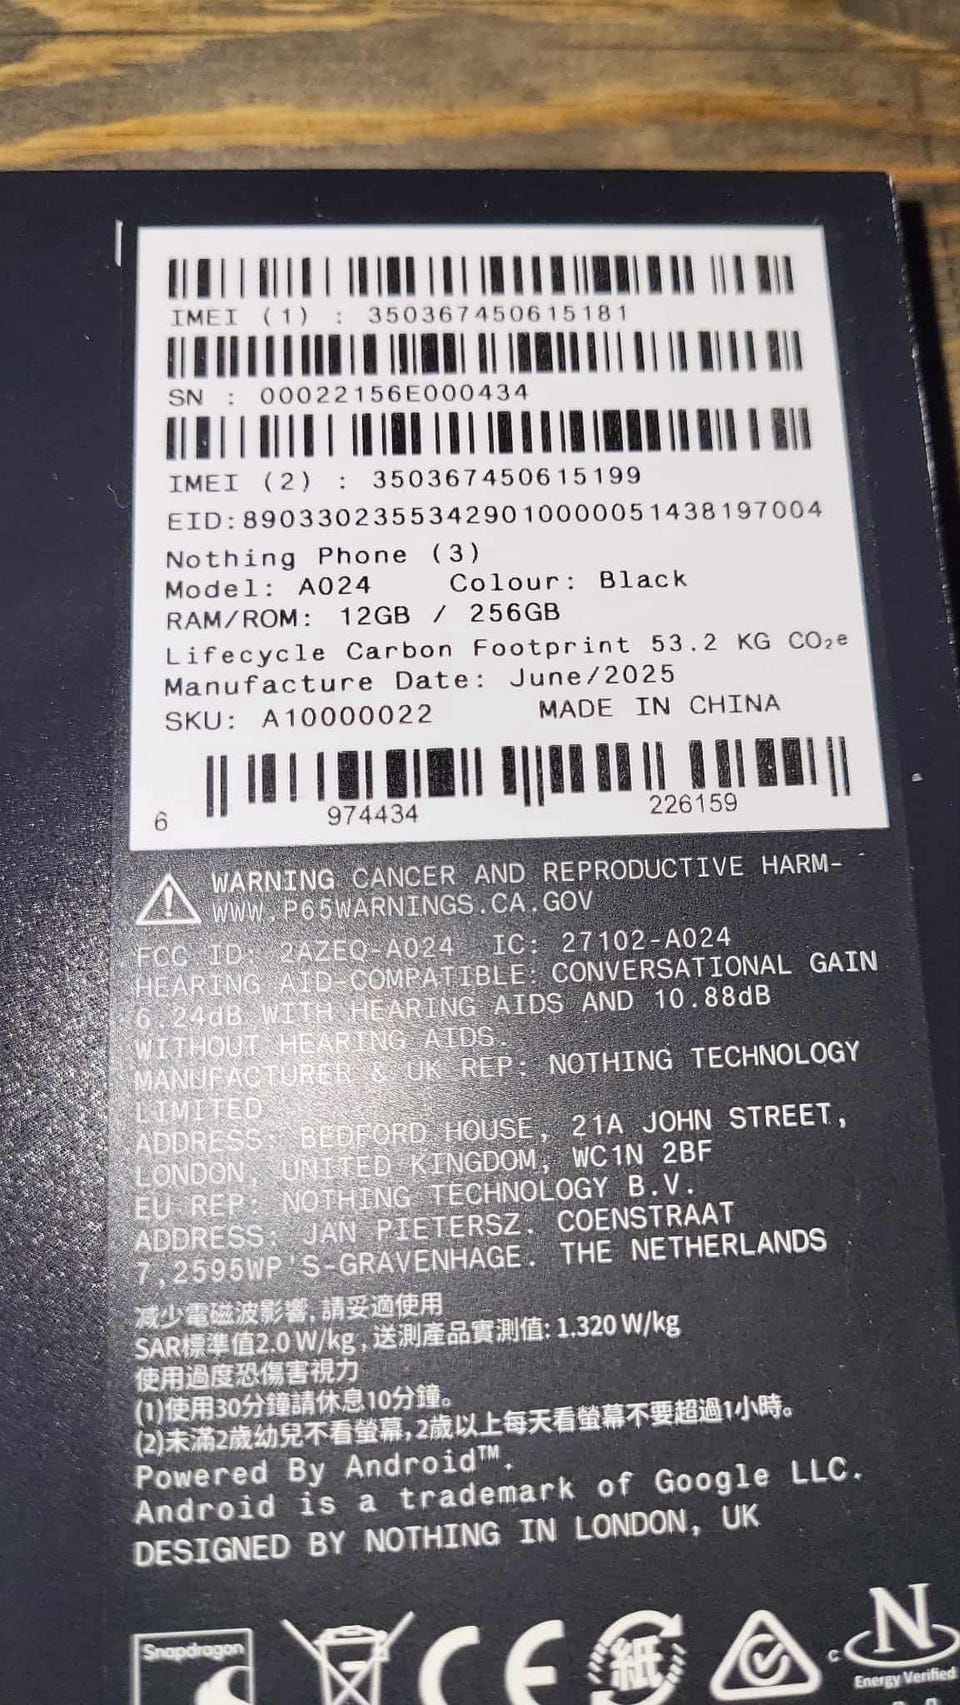 IMEI (1) : 350367450615181
SN : 00022156E000434
IMEI (2) : 350367450615199
EID:89033023553429010000051438197004
Nothing Phone (3)
Model: A024 Colour: Black
RAM/ROM: 12GB / 256GB
Lifecycle Carbon Footprint 53.2 KG CO₂e
Manufacture Date: June/2025
SKU: A10000022 MADE IN CHINA
6 974434 226159
WARNING CANCER AND REPRODUCTIVE HARM-
WWW.P65WARNINGS.CA.GOV
FCC ID: 2AZEQ-A024 IC: 27102-A024
HEARING AID-COMPATIBLE: CONVERSATIONAL GAIN
6.24dB WITH HEARING AIDS AND 10.88dB
WITHOUT HEARING AIDS.
MANUFACTURER & UK REP: NOTHING TECHNOLOGY
LIMITED
ADDRESS: BEDFORD HOUSE, 21A JOHN STREET,
LONDON, UNITED KINGDOM, WC1N 2BF
EU REP: NOTHING TECHNOLOGY B.V.
ADDRESS: JAN PIETERSZ. COENSTRAAT
7,2595WP'S-GRAVENHAGE. THE NETHERLANDS
減少電磁波影響,請妥適使用
SAR標準值2.0 W/kg , 送測產品實測值: 1.320 W/kg
使用過度恐傷害視力
(1)使用30分鐘請休息10分鐘。
(2)未滿2歲幼兒不看螢幕,2歲以上每天看螢幕不要超過1小時。
Powered By Android™.
Android is a trademark of Google LLC.
DESIGNED BY NOTHING IN LONDON, UK
Snapdragon
CE
紙
C
N
Energy Verified